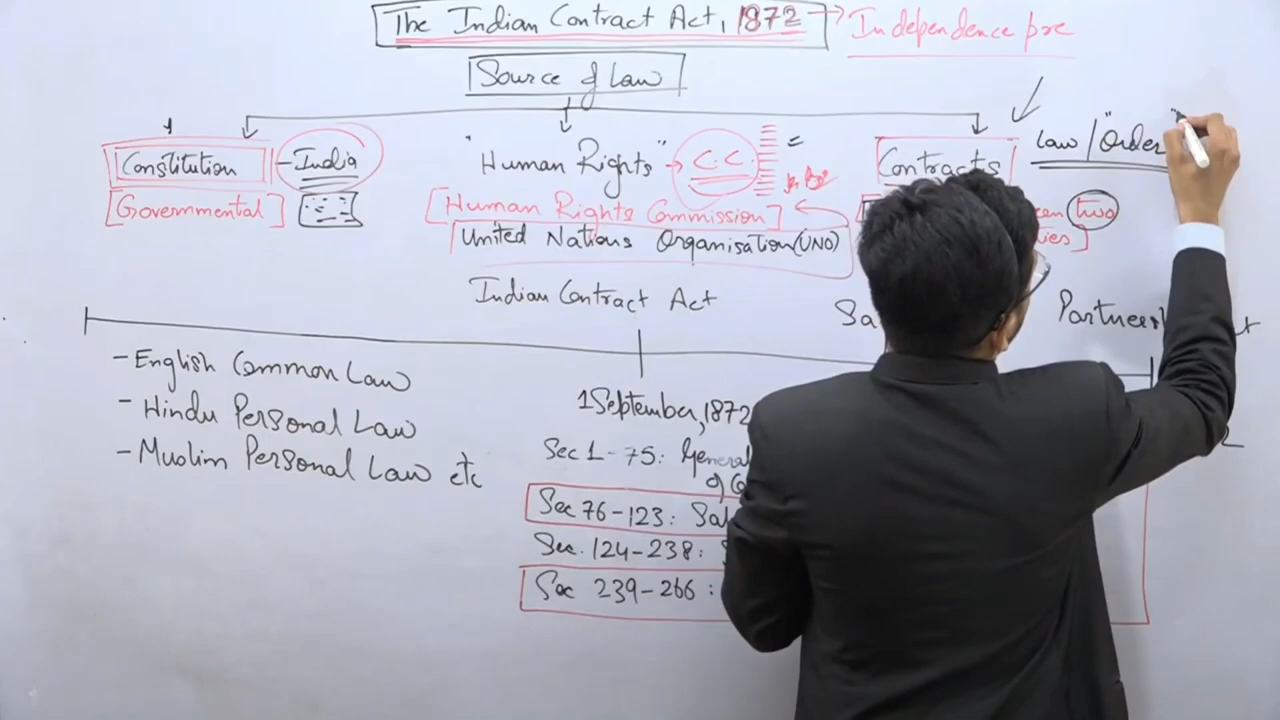 The Indian Contract Act, 1872 → Independence pre
Source of Law
Constitution - India
"Human Rights" → C.C. =
Contracts
Law / "Order"
[Governmental]
[Human Rights Commission]
two
United Nations Organisation (UNO)
Indian Contract Act
- English Common Law
- Hindu Personal Law
- Muslim Personal Law etc
1 September, 1872
Sec 1-75: General
Sec 76-123:
Sec. 124-238:
Sec 239-266: